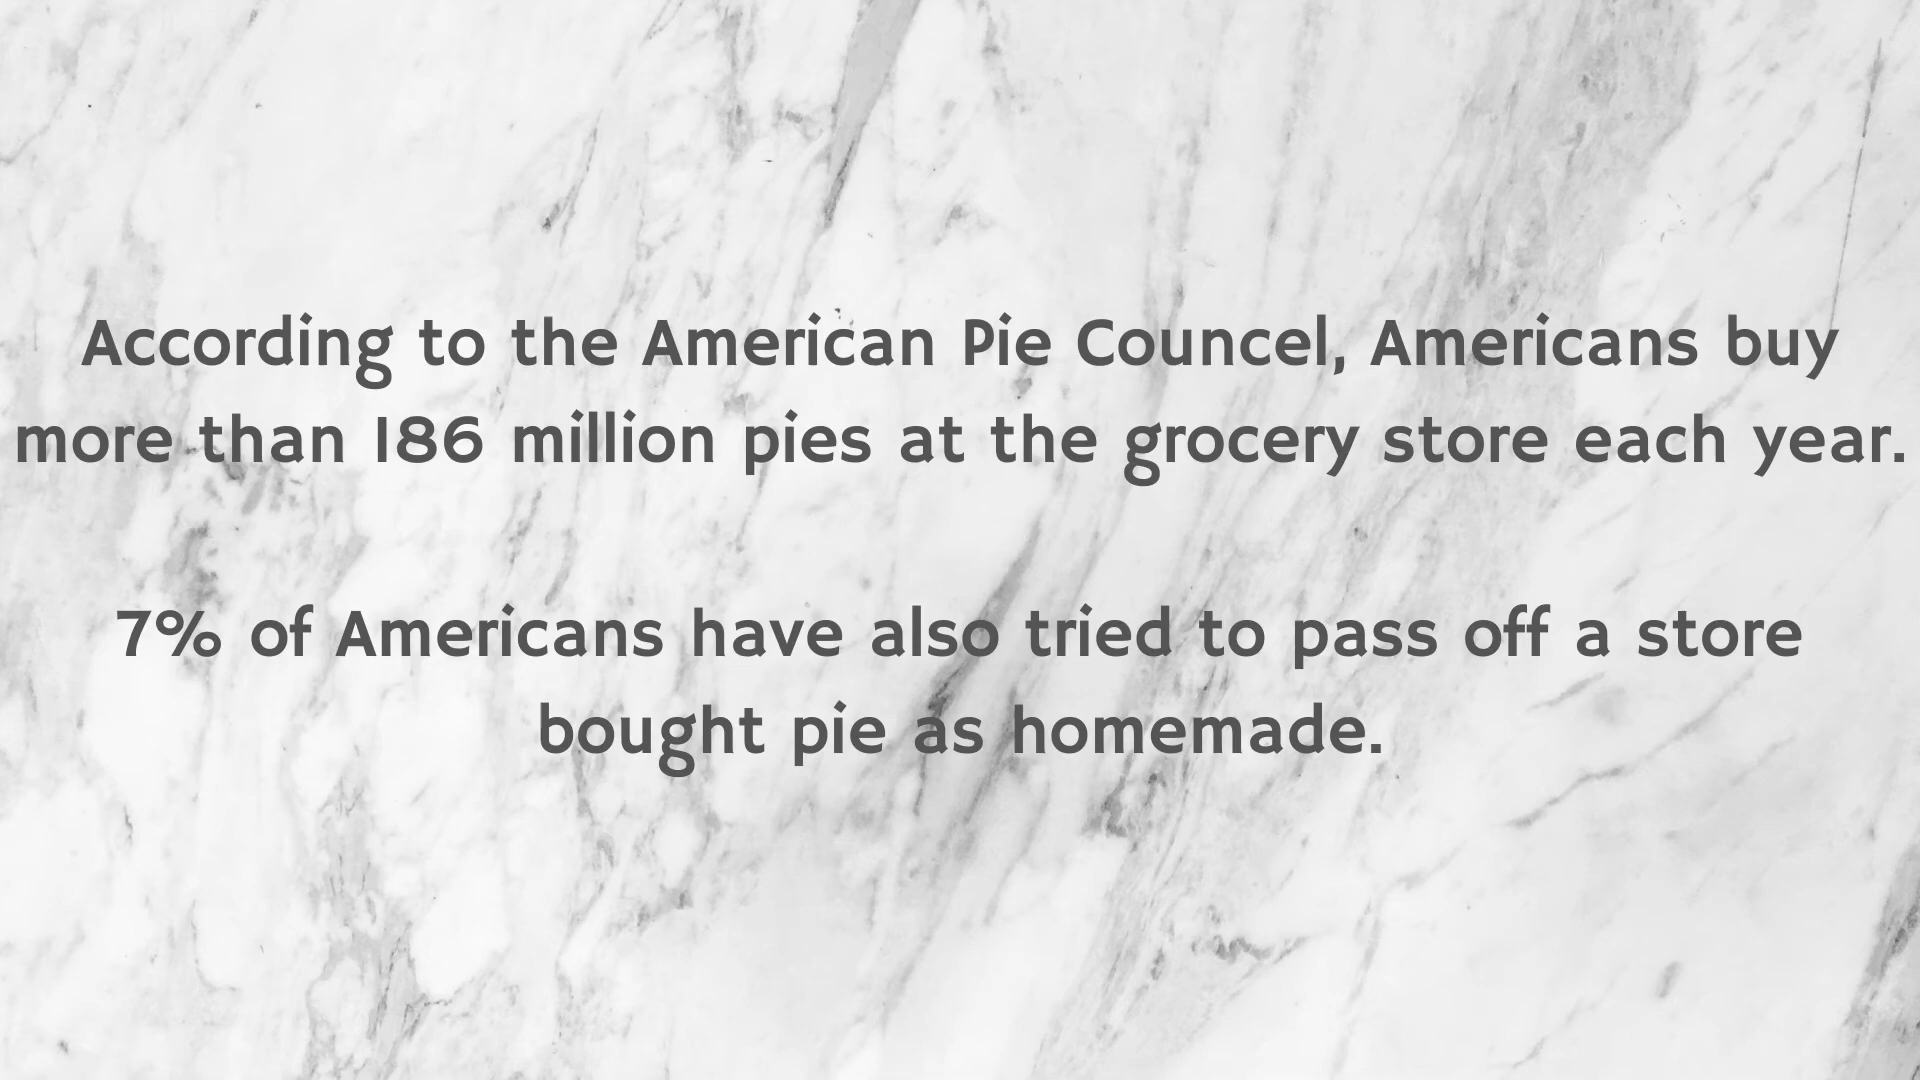 According to the American Pie Councel, Americans buy
more than 186 million pies at the grocery store each year.
7% of Americans have also tried to pass off a store
bought pie as homemade.